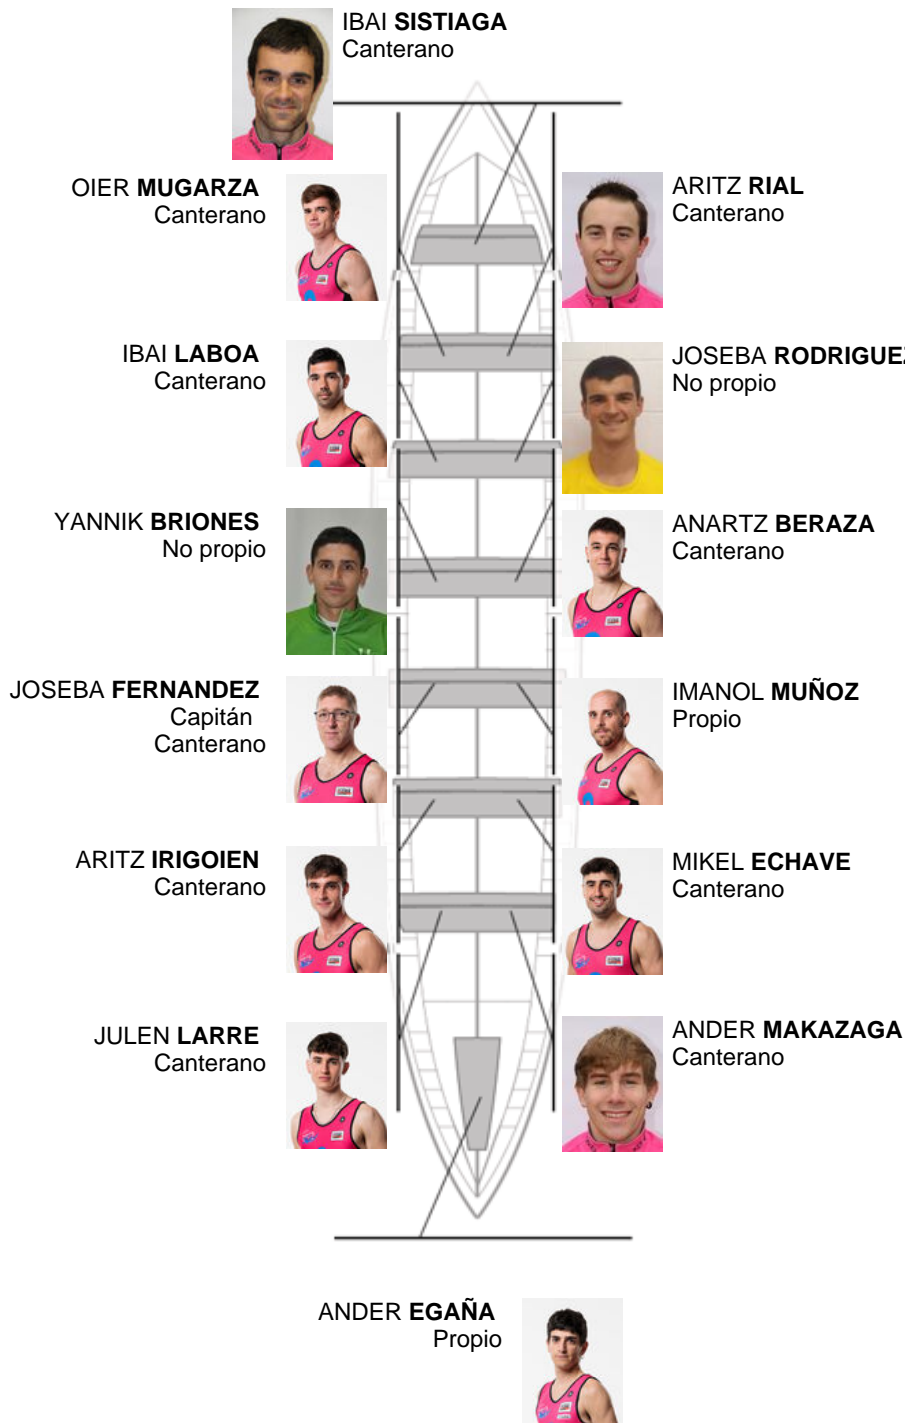 IBAI SISTIAGA
Canterano
OIER MUGARZA
Canterano
ARITZ RIAL
Canterano
IBAI LABOA
Canterano
JOSEBA RODRIGUEZ
No propio
YANNIK BRIONES
No propio
ANARTZ BERAZA
Canterano
JOSEBA FERNANDEZ
Capitán
Canterano
IMANOL MUÑOZ
Propio
ARITZ IRIGOIEN
Canterano
MIKEL ECHAVE
Canterano
JULEN LARRE
Canterano
ANDER MAKAZAGA
Canterano
ANDER EGAÑA
Propio